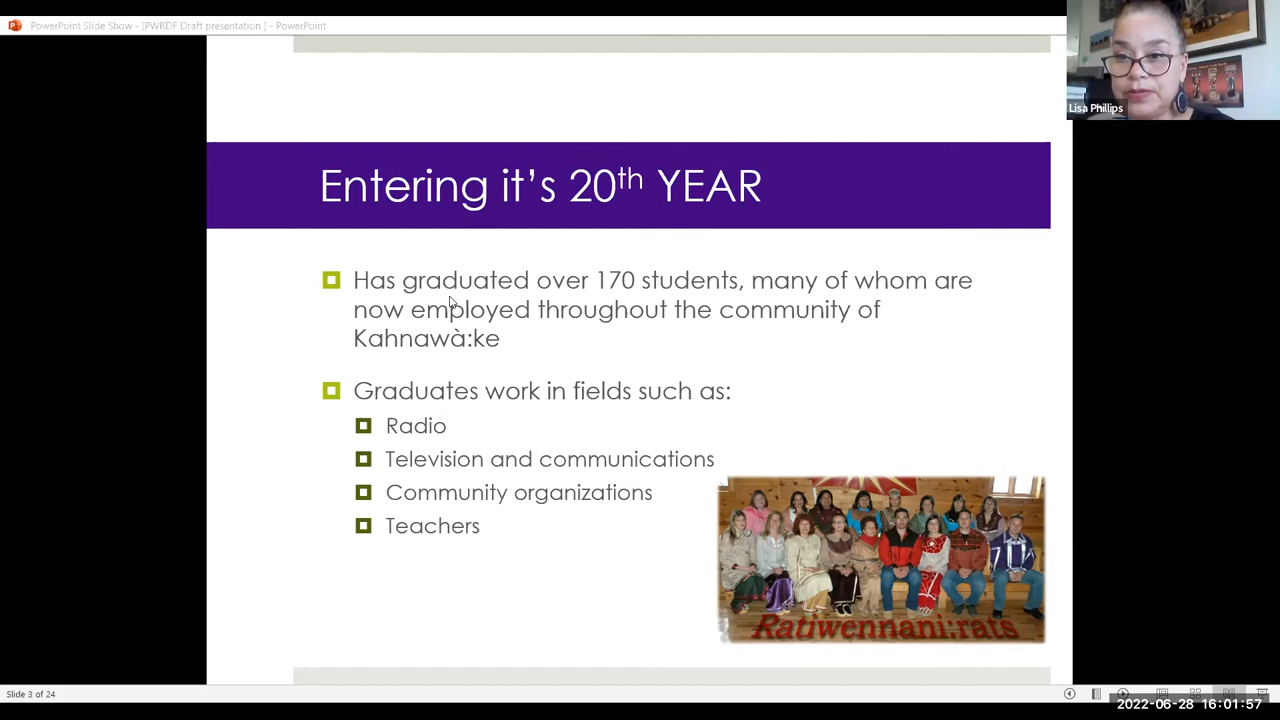 PowerPoint Slide Show - [PWRDF Draft presentation ] - PowerPoint
Lisa Phillips
Entering it's 20th YEAR
Has graduated over 170 students, many of whom are
now employed throughout the community of
Kahnawà:ke
Graduates work in fields such as:
Radio
Television and communications
Community organizations
Teachers
Ratiwennani:rats
Slide 3 of 24
2022-06-28 16:01:57